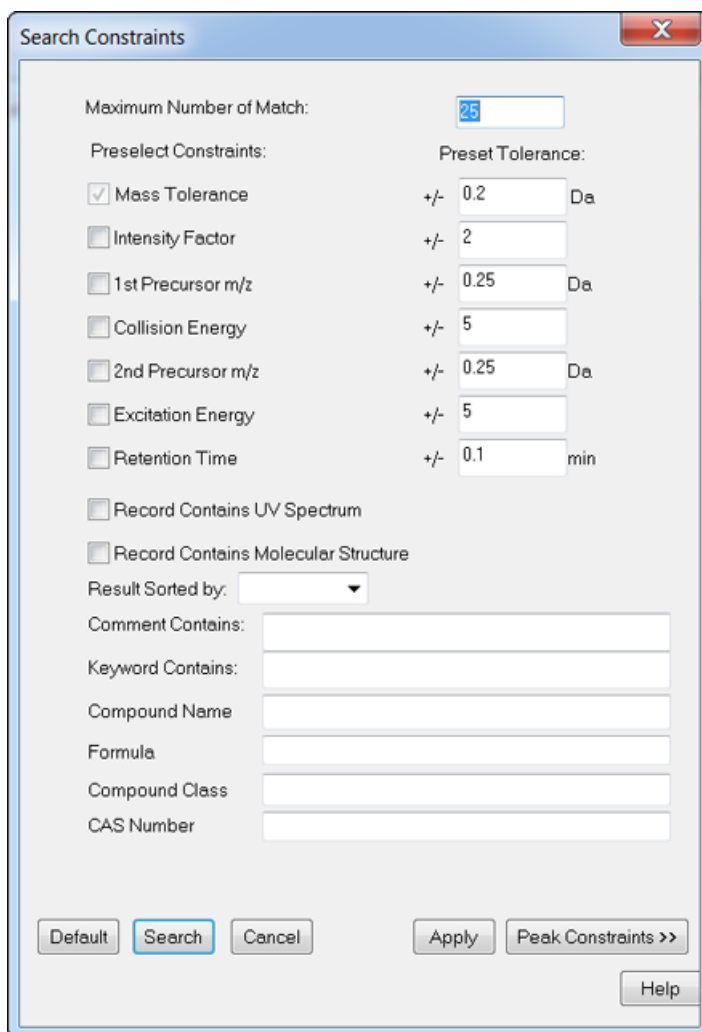 Search Constraints
Maximum Number of Match: 25
Preselect Constraints: Preset Tolerance:
Mass Tolerance +/- 0.2 Da
Intensity Factor +/- 2
1st Precursor m/z +/- 0.25 Da
Collision Energy +/- 5
2nd Precursor m/z +/- 0.25 Da
Excitation Energy +/- 5
Retention Time +/- 0.1 min
Record Contains UV Spectrum
Record Contains Molecular Structure
Result Sorted by:
Comment Contains:
Keyword Contains:
Compound Name
Formula
Compound Class
CAS Number
Default Search Cancel Apply Peak Constraints >>
Help